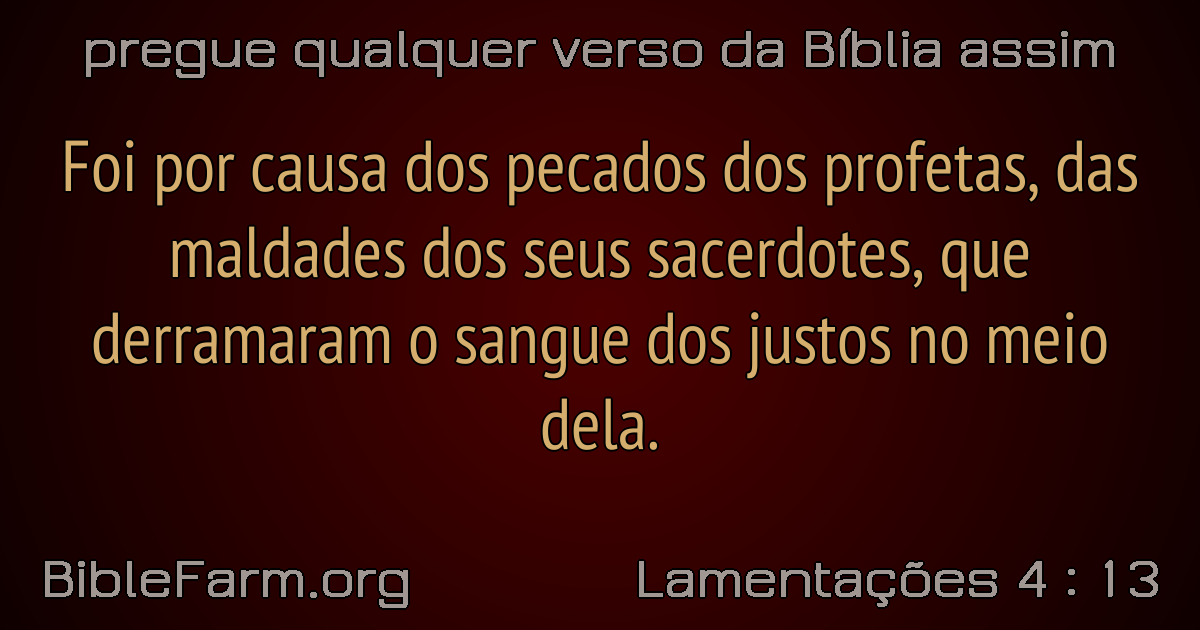 pregue qualquer verso da Bíblia assim
Foi por causa dos pecados dos profetas, das
maldades dos seus sacerdotes, que
derramaram o sangue dos justos no meio
dela.
BibleFarm.org
Lamentações 4 : 13